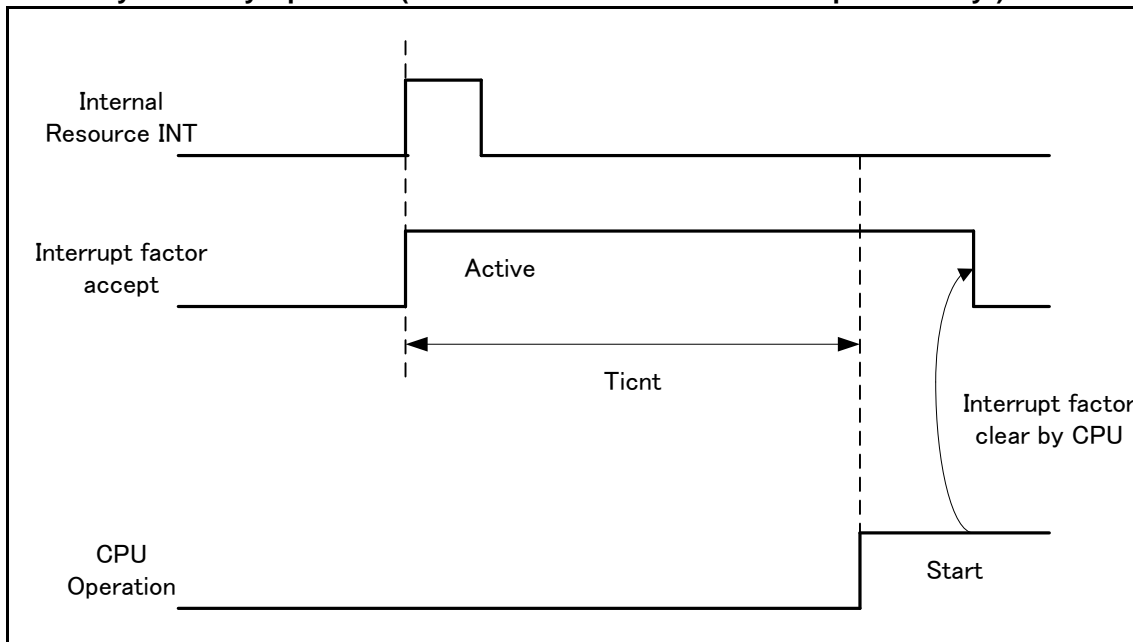 Internal
Resource INT
Interrupt factor
accept
Active
Ticnt
Interrupt factor
clear by CPU
CPU
Operation
Start